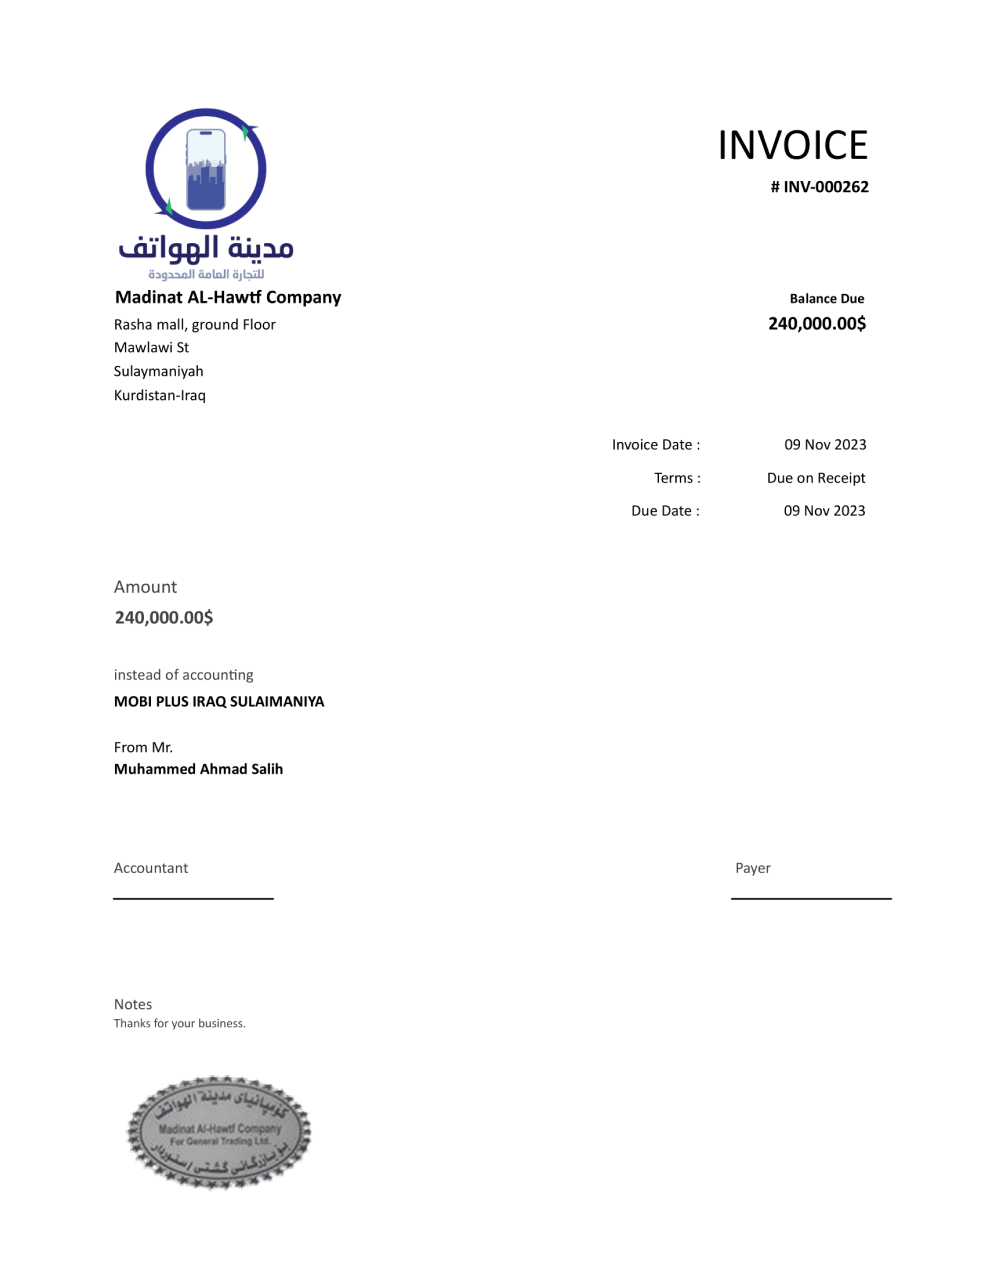 مدينة الهواتف
للتجارة العامة المحدودة
INVOICE
# INV-000262
Madinat AL-Hawtf Company
Rasha mall, ground Floor
Mawlawi St
Sulaymaniyah
Kurdistan-Iraq
Balance Due
240,000.00$
Invoice Date : 09 Nov 2023
Terms : Due on Receipt
Due Date : 09 Nov 2023
Amount
240,000.00$
instead of accounting
MOBI PLUS IRAQ SULAIMANIYA
From Mr.
Muhammed Ahmad Salih
Accountant
Payer
Notes
Thanks for your business.
كۆمپانیای مدينة الهواتف
Madinat Al-Hawtf Company
For General Trading Ltd.
بۆ بازرگانی گشتی / سنوردار